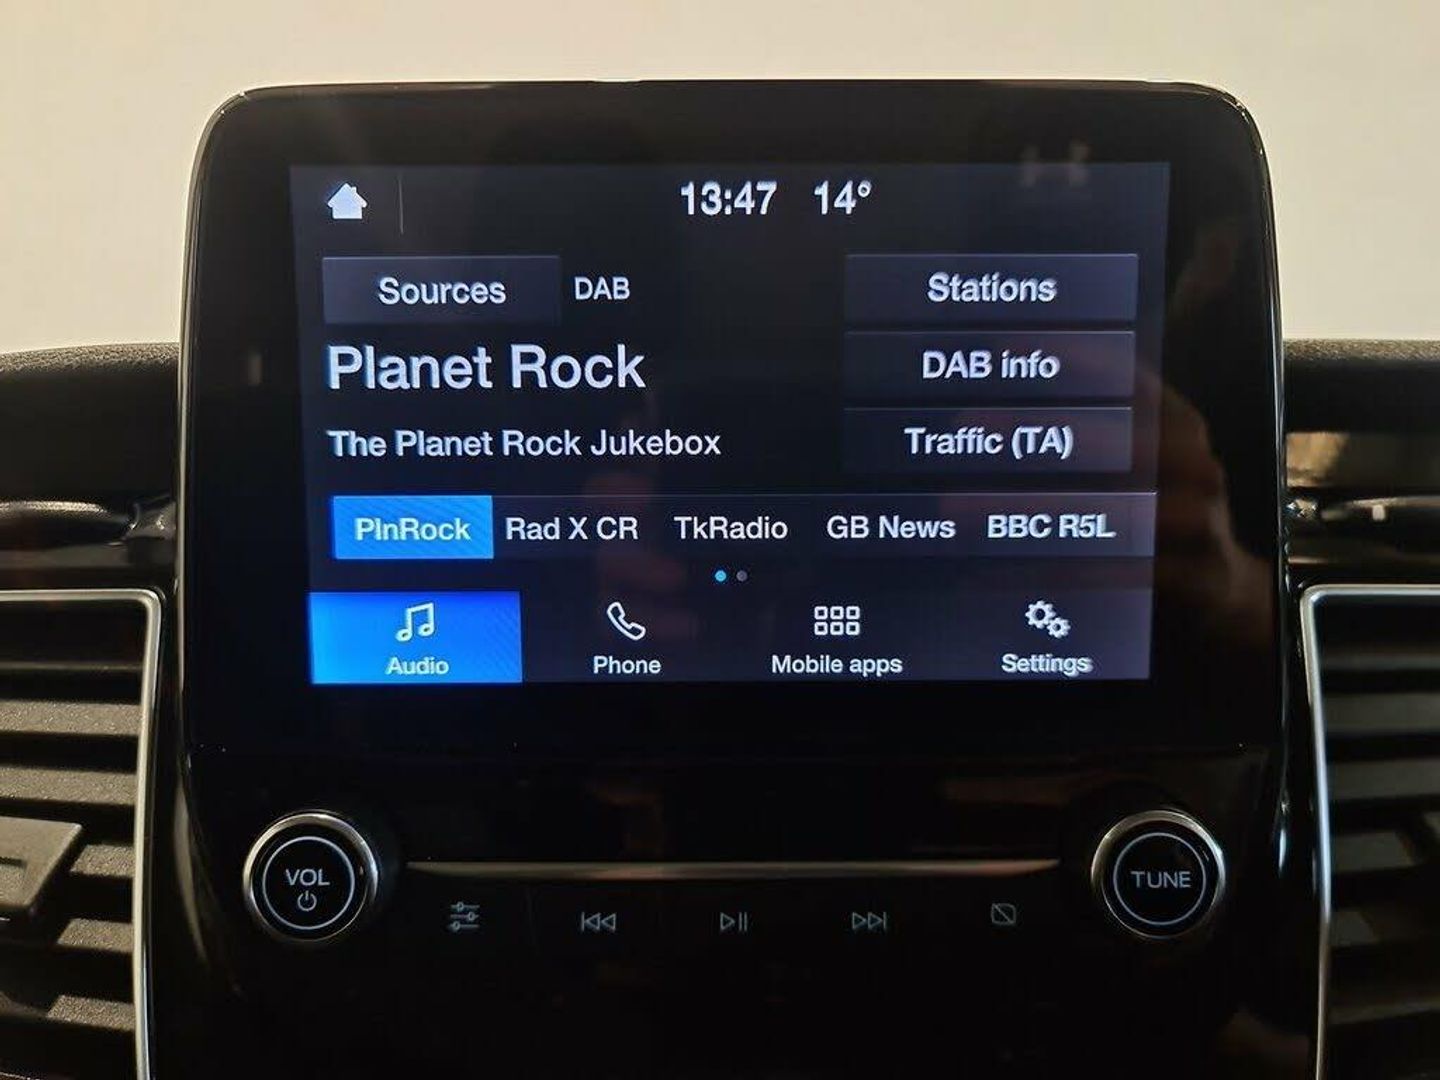 13:47 14°
Sources DAB Stations
Planet Rock DAB info
The Planet Rock Jukebox Traffic (TA)
PlnRock Rad X CR TkRadio GB News BBC R5L
Audio Phone Mobile apps Settings
VOL TUNE